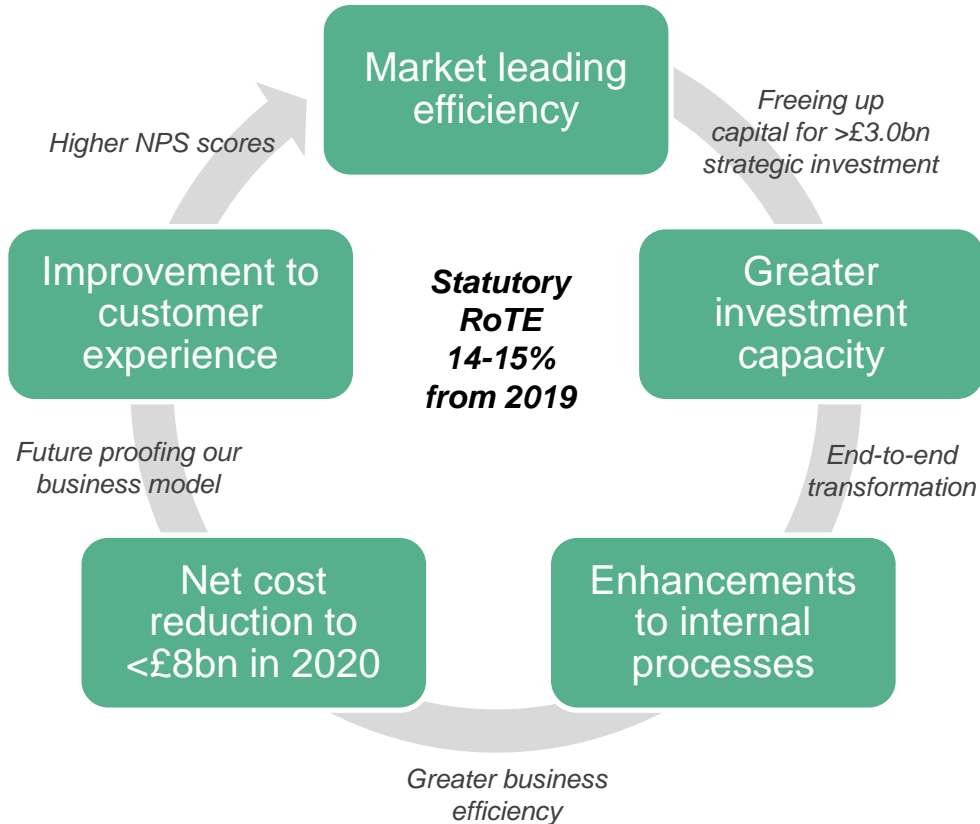 Market leading
efficiency
Freeing up
capital for >£3.0bn
strategic investment
Greater
investment
capacity
End-to-end
transformation
Enhancements
to internal
processes
Greater business
efficiency
Net cost
reduction to
<£8bn in 2020
Future proofing our
business model
Improvement to
customer
experience
Higher NPS scores
Statutory
RoTE
14-15%
from 2019